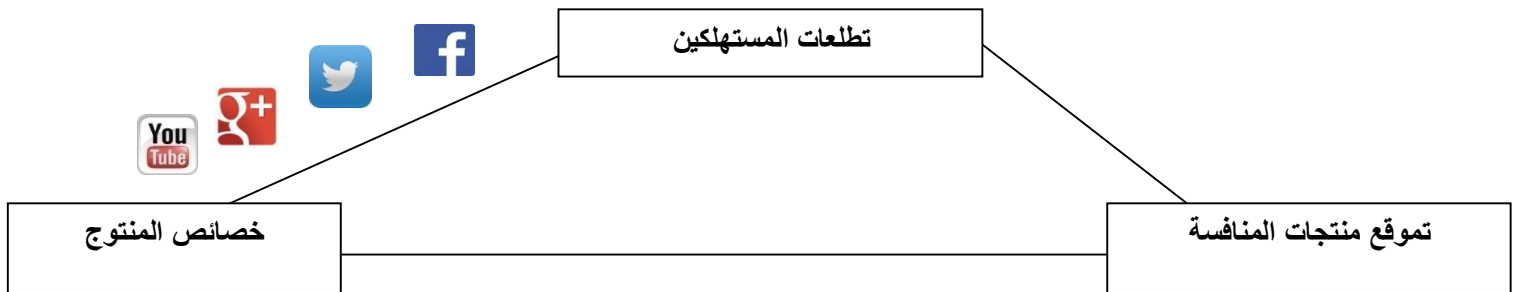 تطلعات المستهلكين
f
g+
You
Tube
تموقع منتجات المنافسة
خصائص المنتوج